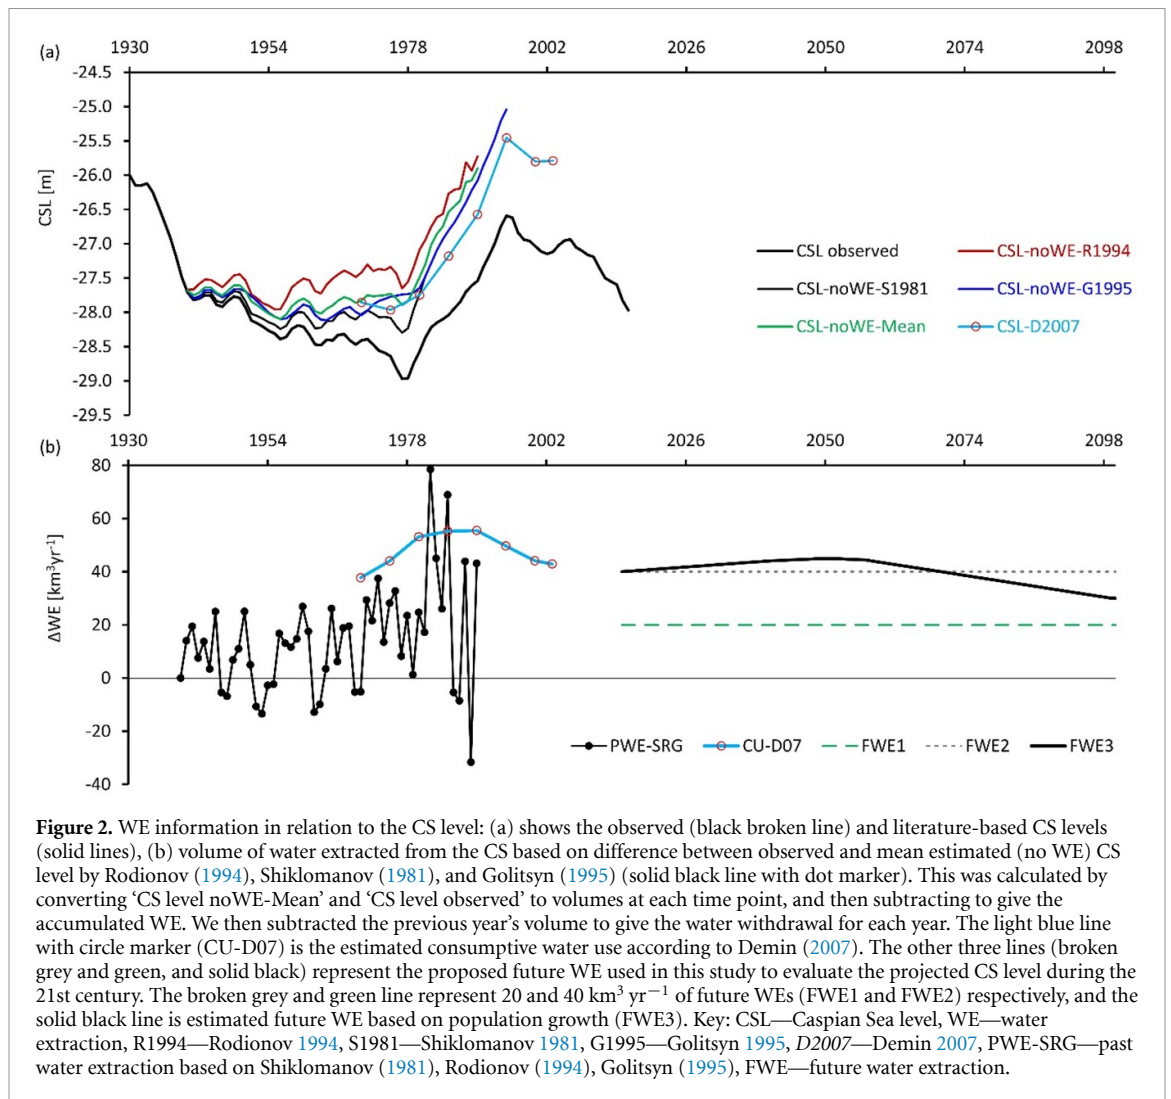 (a)
1930 1954 1978 2002 2026 2050 2074 2098
-24.5
-25.0
-25.5
-26.0
-26.5
-27.0
-27.5
-28.0
-28.5
-29.0
-29.5
CSL [m]
CSL observed CSL-noWE-R1994
CSL-noWE-S1981 CSL-noWE-G1995
CSL-noWE-Mean CSL-D2007
(b)
1930 1954 1978 2002 2026 2050 2074 2098
80
60
40
20
0
-20
-40
ΔWE [km³yr⁻¹]
PWE-SRG CU-D07 FWE1 FWE2 FWE3
Figure 2. WE information in relation to the CS level: (a) shows the observed (black broken line) and literature-based CS levels
(solid lines), (b) volume of water extracted from the CS based on difference between observed and mean estimated (no WE) CS
level by Rodionov (1994), Shiklomanov (1981), and Golitsyn (1995) (solid black line with dot marker). This was calculated by
converting ‘CS level noWE-Mean’ and ‘CS level observed’ to volumes at each time point, and then subtracting to give the
accumulated WE. We then subtracted the previous year’s volume to give the water withdrawal for each year. The light blue line
with circle marker (CU-D07) is the estimated consumptive water use according to Demin (2007). The other three lines (broken
grey and green, and solid black) represent the proposed future WE used in this study to evaluate the projected CS level during the
21st century. The broken grey and green line represent 20 and 40 km³ yr⁻¹ of future WEs (FWE1 and FWE2) respectively, and the
solid black line is estimated future WE based on population growth (FWE3). Key: CSL—Caspian Sea level, WE—water
extraction, R1994—Rodionov 1994, S1981—Shiklomanov 1981, G1995—Golitsyn 1995, D2007—Demin 2007, PWE-SRG—past
water extraction based on Shiklomanov (1981), Rodionov (1994), Golitsyn (1995), FWE—future water extraction.